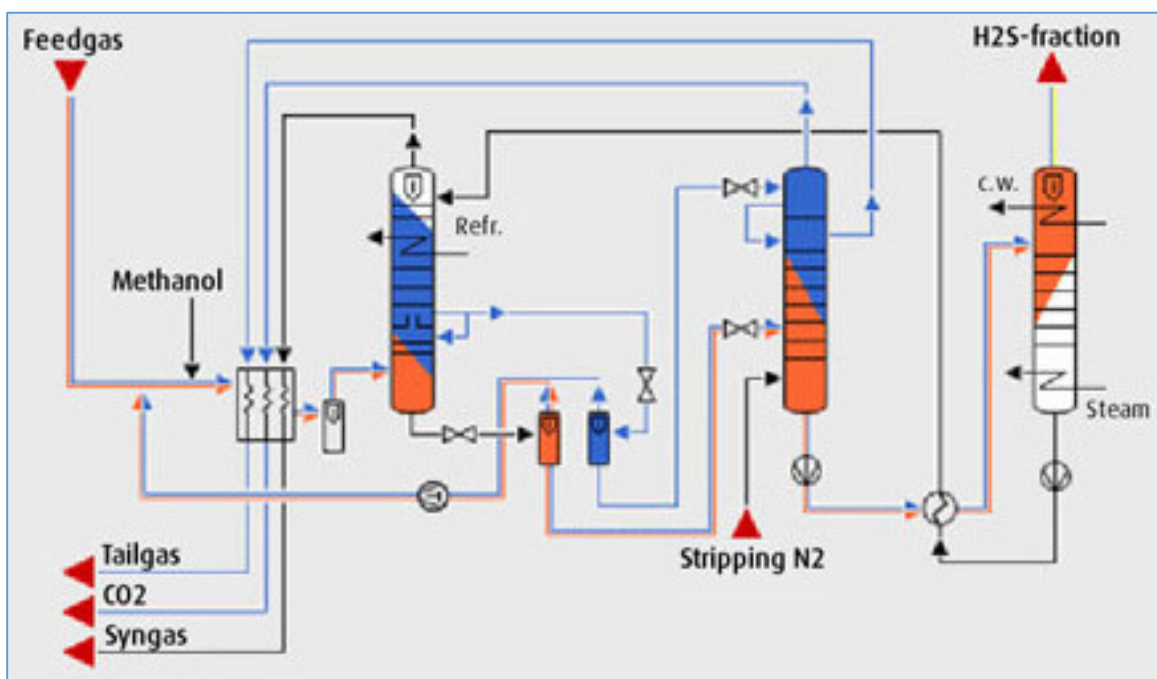 Feedgas
H2S-fraction
c.w.
Refr.
Methanol
Steam
Tailgas
Stripping N2
CO2
Syngas